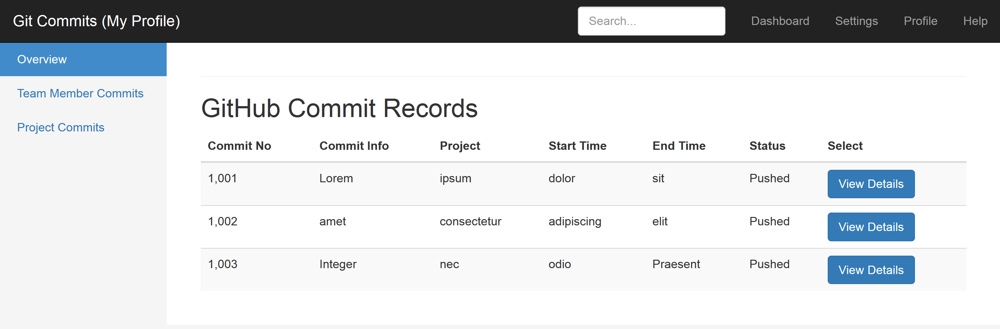 Git Commits (My Profile) Search... Dashboard Settings Profile Help
Overview
Team Member Commits
Project Commits
GitHub Commit Records
Commit No Commit Info Project Start Time End Time Status Select
1,001 Lorem ipsum dolor sit Pushed View Details
1,002 amet consectetur adipiscing elit Pushed View Details
1,003 Integer nec odio Praesent Pushed View Details